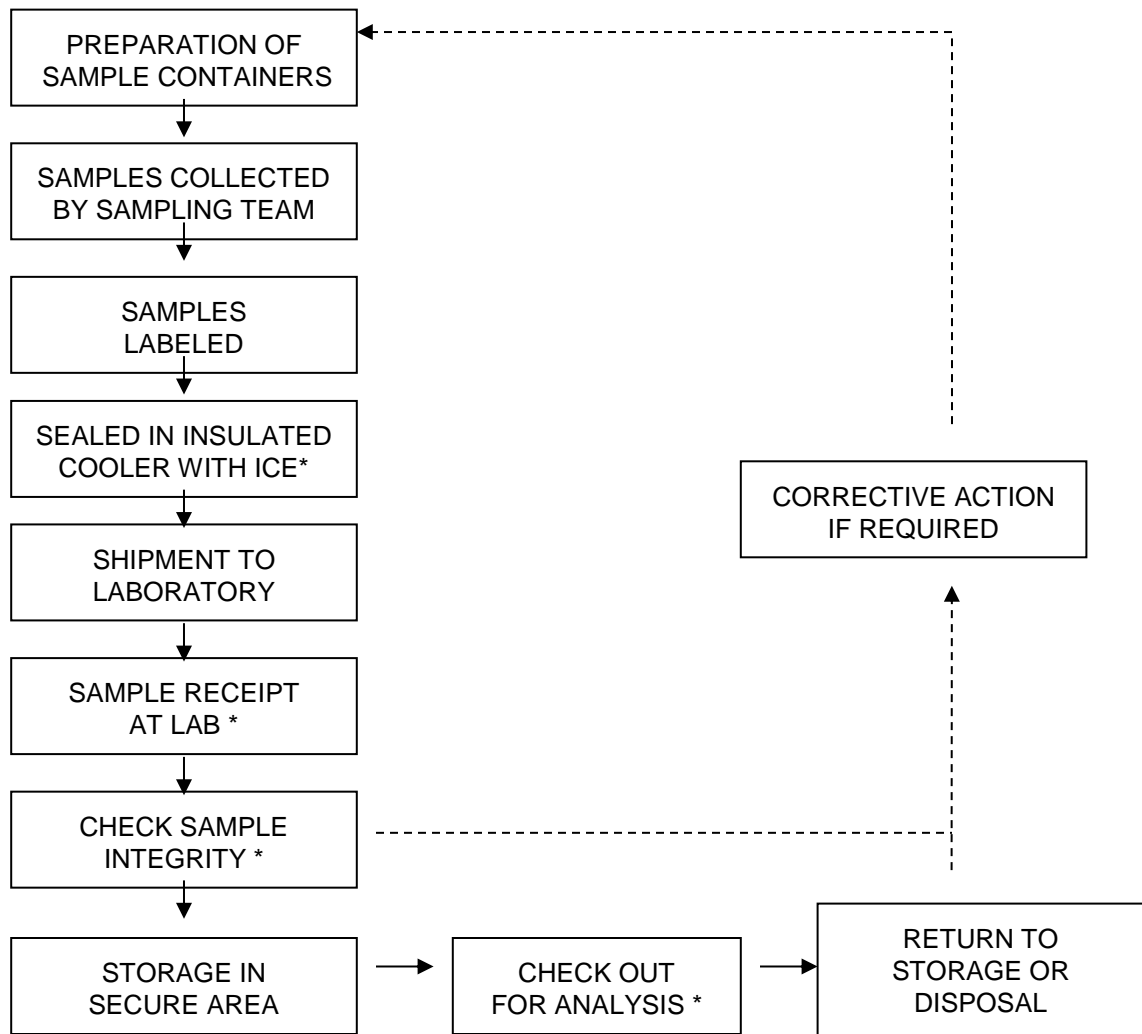 PREPARATION OF
SAMPLE CONTAINERS
SAMPLES COLLECTED
BY SAMPLING TEAM
SAMPLES
LABELED
SEALED IN INSULATED
COOLER WITH ICE*
SHIPMENT TO
LABORATORY
SAMPLE RECEIPT
AT LAB *
CHECK SAMPLE
INTEGRITY *
STORAGE IN
SECURE AREA
CHECK OUT
FOR ANALYSIS *
RETURN TO
STORAGE OR
DISPOSAL
CORRECTIVE ACTION
IF REQUIRED